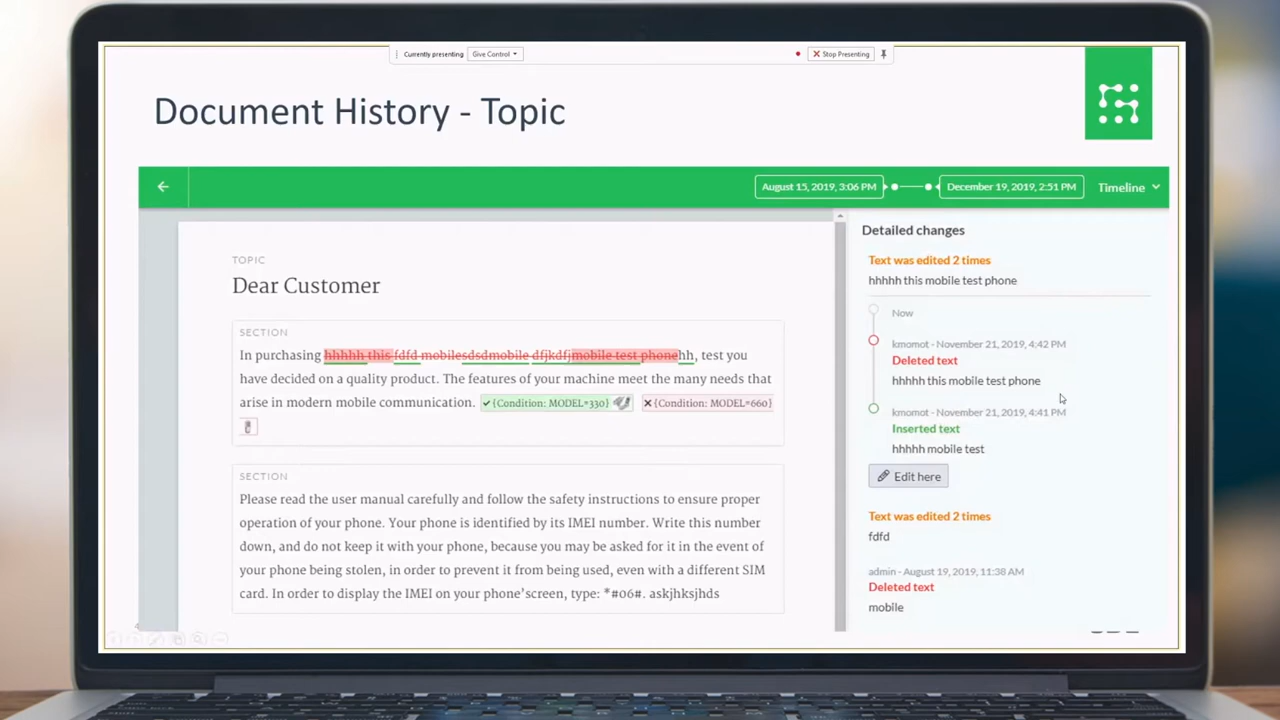 Currently presenting Give Control Stop Presenting
Document History - Topic
August 15, 2019, 3:06 PM December 19, 2019, 2:51 PM Timeline
TOPIC
Dear Customer
SECTION
In purchasing hhhhh this fdfd mobilesdsdmobile dfjkdfjmobile test phonehh, test you
have decided on a quality product. The features of your machine meet the many needs that
arise in modern mobile communication. {Condition: MODEL=330} {Condition: MODEL=660}
SECTION
Please read the user manual carefully and follow the safety instructions to ensure proper
operation of your phone. Your phone is identified by its IMEI number. Write this number
down, and do not keep it with your phone, because you may be asked for it in the event of
your phone being stolen, in order to prevent it from being used, even with a different SIM
card. In order to display the IMEI on your phone'screen, type: *#06#. askjhksjhds
Detailed changes
Text was edited 2 times
hhhhh this mobile test phone
Now
kmomot - November 21, 2019, 4:42 PM
Deleted text
hhhhh this mobile test phone
kmomot - November 21, 2019, 4:41 PM
Inserted text
hhhhh mobile test
Edit here
Text was edited 2 times
fdfd
admin - August 19, 2019, 11:38 AM
Deleted text
mobile